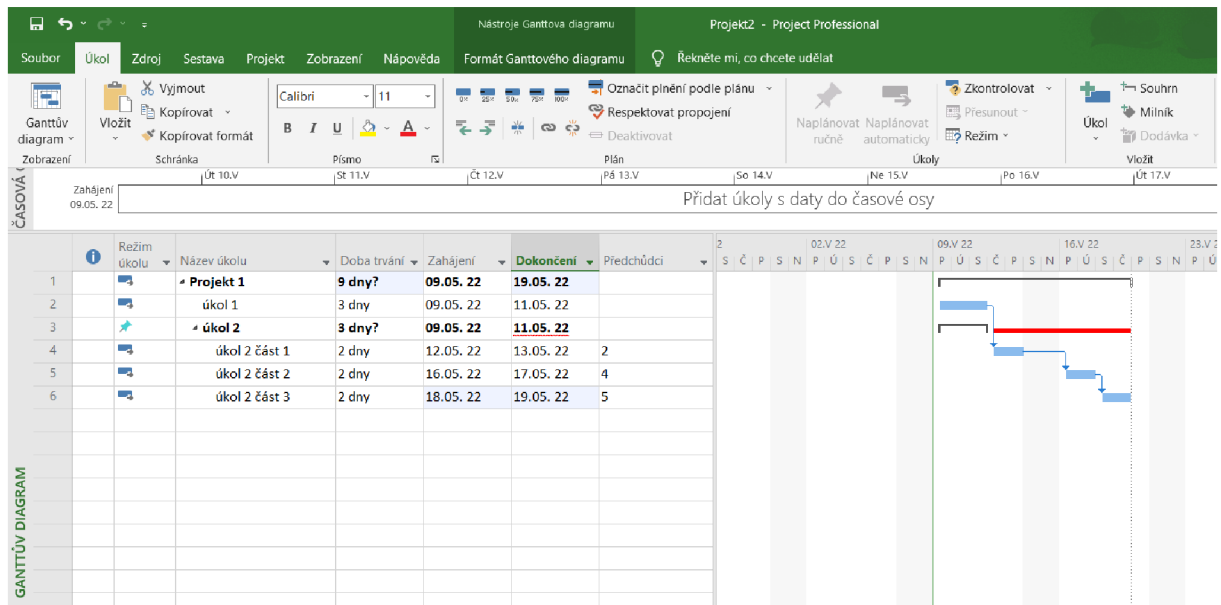 Nástroje Ganttova diagramu
Projekt2 - Project Professional
Soubor Úkol Zdroj Sestava Projekt Zobrazení Nápověda Formát Ganttového diagramu Řekněte mi, co chcete udělat
Ganttův diagram
Zobrazení
Vložit
Vyjmout
Kopírovat
Kopírovat formát
Schránka
Calibri 11
B I U A
Písmo
0% 25% 50% 75% 100%
Označit plnění podle plánu
Respektovat propojení
Deaktivovat
Plán
Naplánovat ručně
Naplánovat automaticky
Zkontrolovat
Přesunout
Režim
Úkoly
Úkol
Souhrn
Milník
Dodávka
Vložit
ČASOVÁ
Zahájení
09.05. 22
Út 10.V St 11.V Čt 12.V Pá 13.V So 14.V Ne 15.V Po 16.V Út 17.V
Přidat úkoly s daty do časové osy
Režim úkolu Název úkolu Doba trvání Zahájení Dokončení Předchůdci
2 02.V 22 09.V 22 16.V 22 23.V 2
S Č P S N P Ú S Č P S N P Ú S Č P S N P Ú S Č P S N P Ú
1 Projekt 1 9 dny? 09.05. 22 19.05. 22
2 úkol 1 3 dny 09.05. 22 11.05. 22
3 úkol 2 3 dny? 09.05. 22 11.05. 22
4 úkol 2 část 1 2 dny 12.05. 22 13.05. 22 2
5 úkol 2 část 2 2 dny 16.05. 22 17.05. 22 4
6 úkol 2 část 3 2 dny 18.05. 22 19.05. 22 5
GANTTŮV DIAGRAM